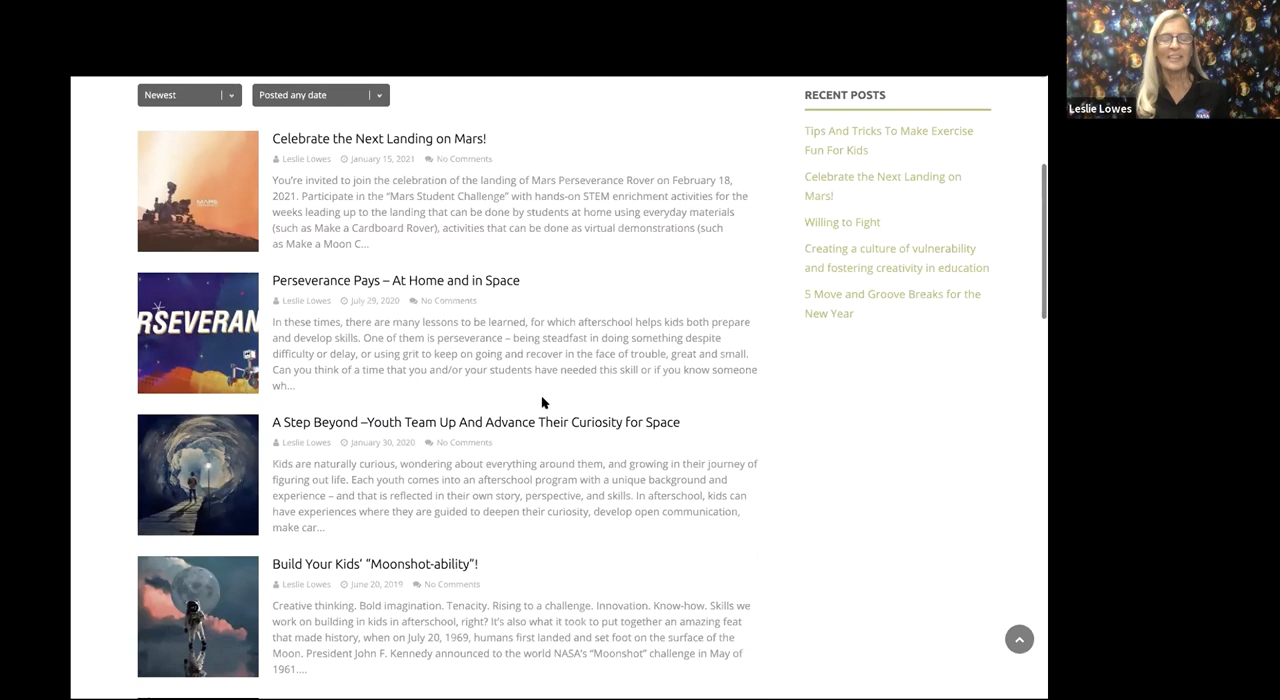 Newest
Posted any date
Celebrate the Next Landing on Mars!
Leslie Lowes January 15, 2021 No Comments
You're invited to join the celebration of the landing of Mars Perseverance Rover on February 18,
2021. Participate in the "Mars Student Challenge" with hands-on STEM enrichment activities for the
weeks leading up to the landing that can be done by students at home using everyday materials
(such as Make a Cardboard Rover), activities that can be done as virtual demonstrations (such
as Make a Moon C...
MARS
Perseverance Pays – At Home and in Space
Leslie Lowes July 29, 2020 No Comments
In these times, there are many lessons to be learned, for which afterschool helps kids both prepare
and develop skills. One of them is perseverance – being steadfast in doing something despite
difficulty or delay, or using grit to keep on going and recover in the face of trouble, great and small.
Can you think of a time that you and/or your students have needed this skill or if you know someone
wh...
RSEVERAN
A Step Beyond –Youth Team Up And Advance Their Curiosity for Space
Leslie Lowes January 30, 2020 No Comments
Kids are naturally curious, wondering about everything around them, and growing in their journey of
figuring out life. Each youth comes into an afterschool program with a unique background and
experience – and that is reflected in their own story, perspective, and skills. In afterschool, kids can
have experiences where they are guided to deepen their curiosity, develop open communication,
make car...
Build Your Kids' "Moonshot-ability"!
Leslie Lowes June 20, 2019 No Comments
Creative thinking. Bold imagination. Tenacity. Rising to a challenge. Innovation. Know-how. Skills we
work on building in kids in afterschool, right? It's also what it took to put together an amazing feat
that made history, when on July 20, 1969, humans first landed and set foot on the surface of the
Moon. President John F. Kennedy announced to the world NASA's "Moonshot" challenge in May of
1961....
RECENT POSTS
Tips And Tricks To Make Exercise
Fun For Kids
Celebrate the Next Landing on
Mars!
Willing to Fight
Creating a culture of vulnerability
and fostering creativity in education
5 Move and Groove Breaks for the
New Year
Leslie Lowes
NASA